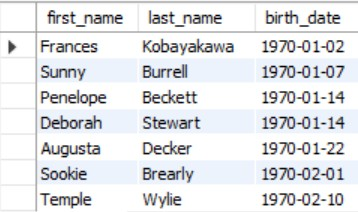 first_name last_name birth_date
Frances Kobayakawa 1970-01-02
Sunny Burrell 1970-01-07
Penelope Beckett 1970-01-14
Deborah Stewart 1970-01-14
Augusta Decker 1970-01-22
Sookie Brearly 1970-02-01
Temple Wylie 1970-02-10